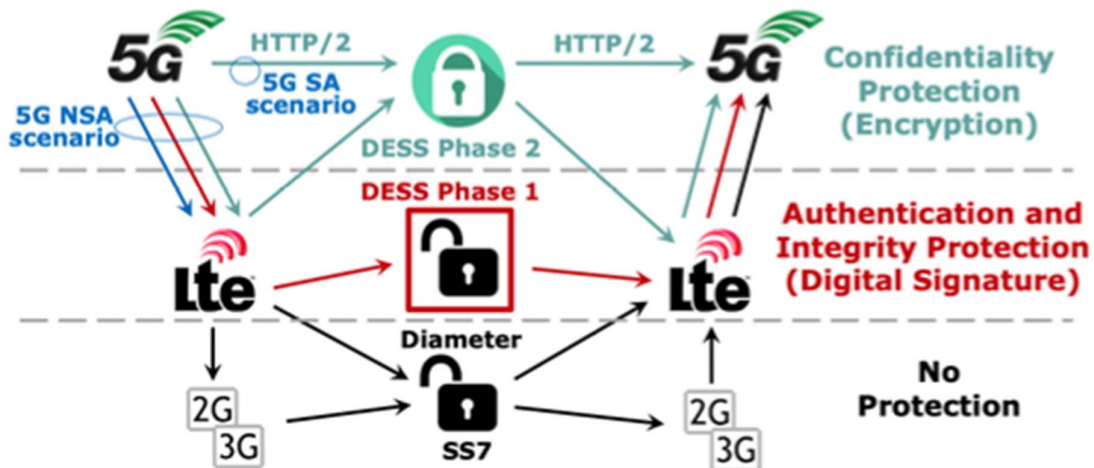 5G
HTTP/2
HTTP/2
5G
5G SA
scenario
5G NSA
scenario
Confidentiality
Protection
(Encryption)
DESS Phase 2
DESS Phase 1
Authentication and
Integrity Protection
(Digital Signature)
Lte
Lte
Diameter
No
Protection
2G
3G
SS7
2G
3G